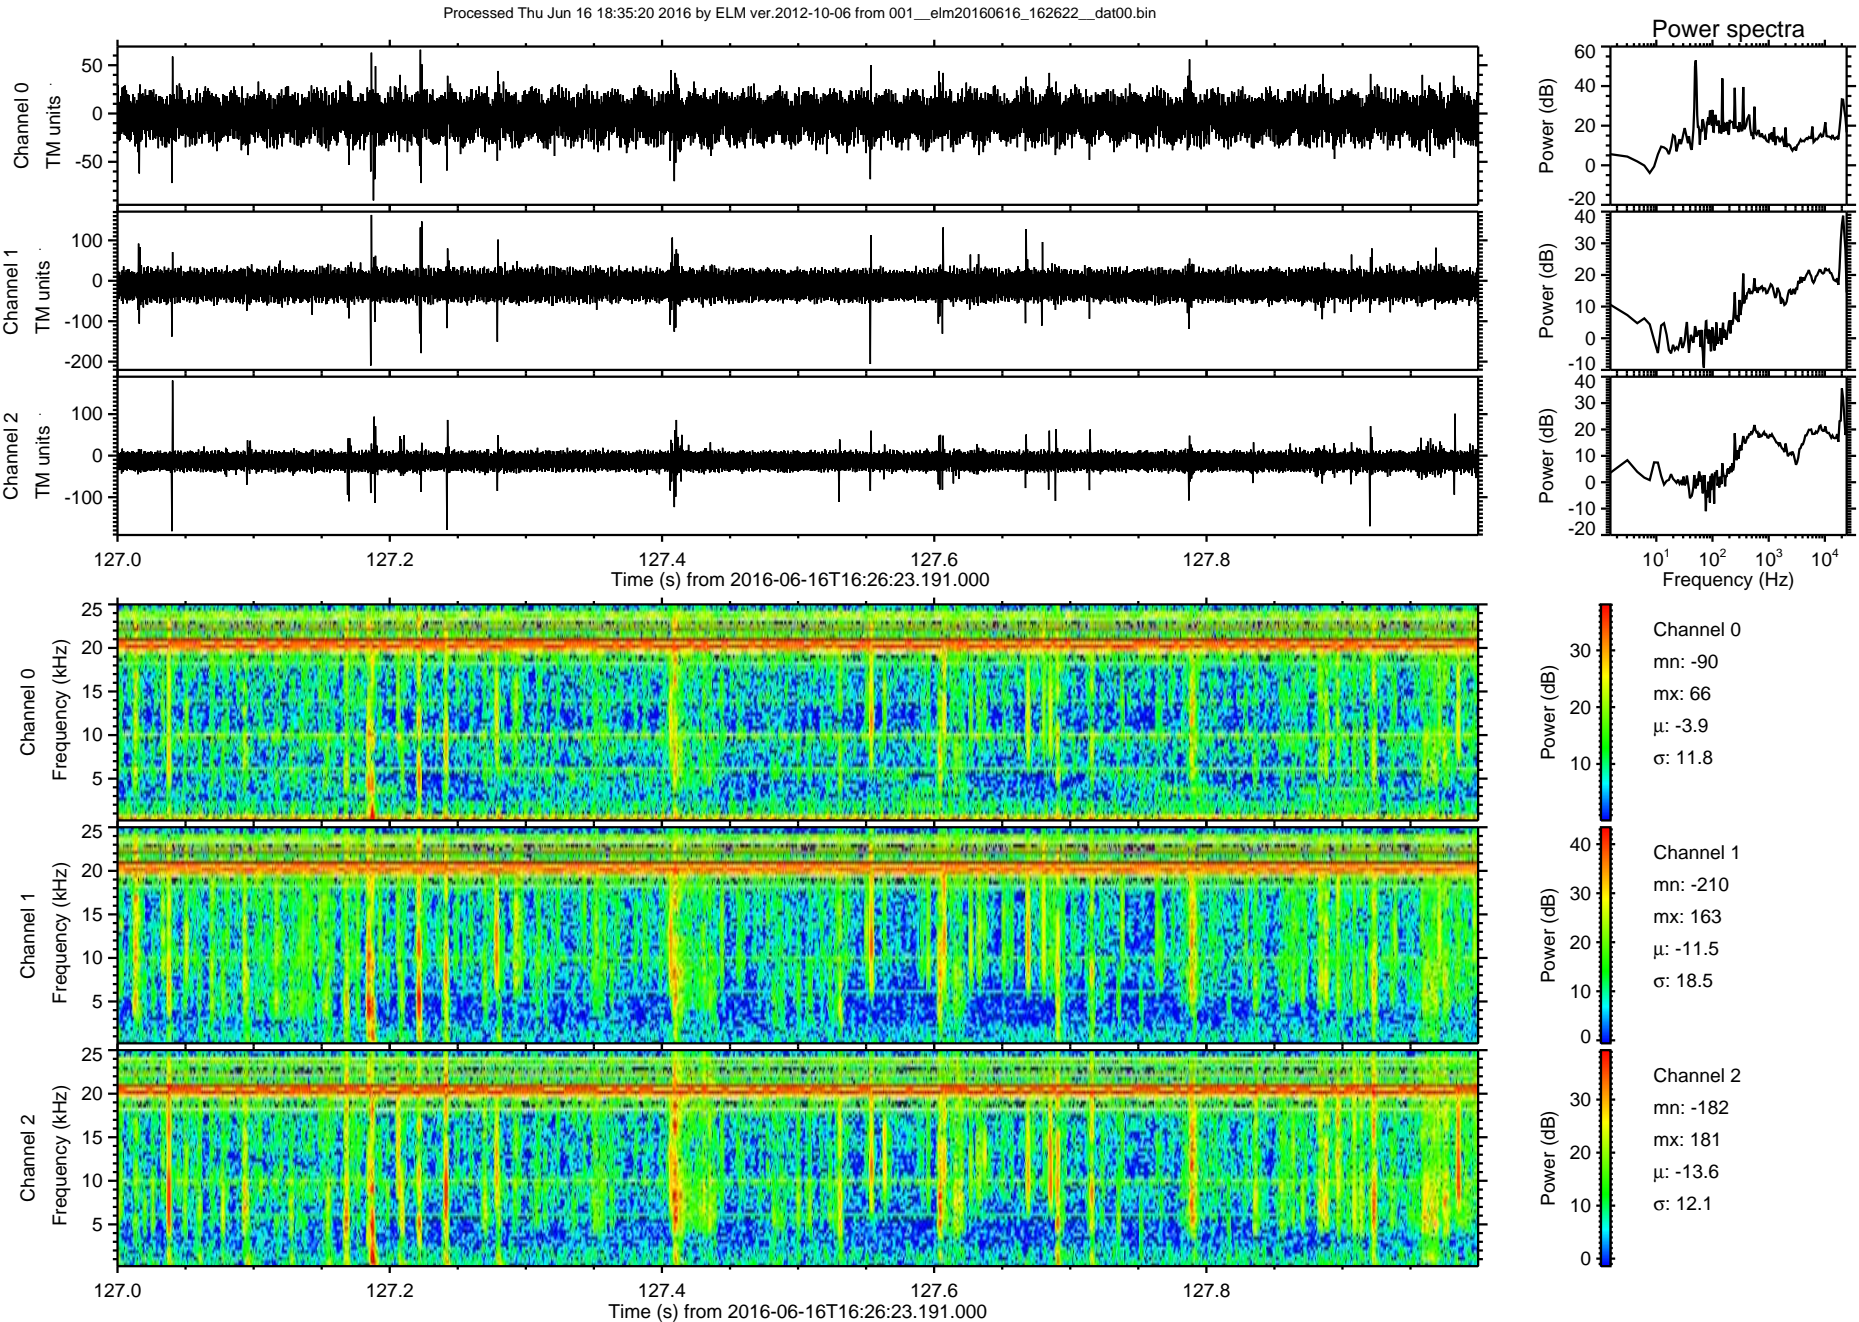 Processed Thu Jun 16 18:35:20 2016 by ELM ver.2012-10-06 from 001__elm20160616_162622__dat00.bin
Power spectra
Channel 0
TM units
50
0
-50
Power (dB)
60
40
20
0
-20
Channel 1
TM units
100
0
-100
-200
Power (dB)
40
30
20
10
0
-10
Channel 2
TM units
100
0
-100
Power (dB)
40
30
20
10
0
-10
-20
127.0 127.2 127.4 127.6 127.8
Time (s) from 2016-06-16T16:26:23.191.000
10^1 10^2 10^3 10^4
Frequency (Hz)
Channel 0
Frequency (kHz)
25
20
15
10
5
Power (dB)
30
20
10
Channel 0
mn: -90
mx: 66
μ: -3.9
σ: 11.8
Channel 1
Frequency (kHz)
25
20
15
10
5
Power (dB)
40
30
20
10
0
Channel 1
mn: -210
mx: 163
μ: -11.5
σ: 18.5
Channel 2
Frequency (kHz)
25
20
15
10
5
Power (dB)
30
20
10
0
Channel 2
mn: -182
mx: 181
μ: -13.6
σ: 12.1
127.0 127.2 127.4 127.6 127.8
Time (s) from 2016-06-16T16:26:23.191.000